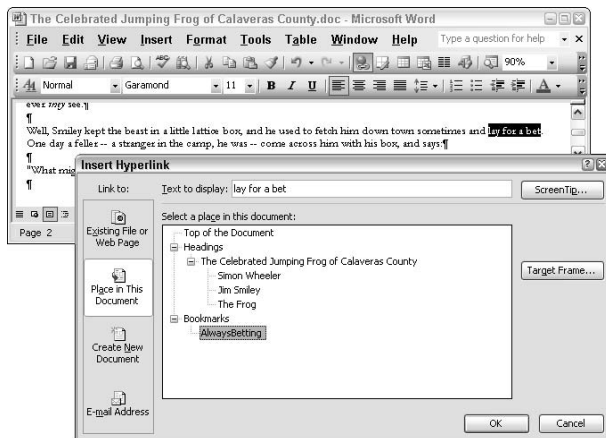 The Celebrated Jumping Frog of Calaveras County.doc - Microsoft Word
File Edit View Insert Format Tools Table Window Help Type a question for help
90%
Normal Garamond 11 B I U A
ever may see.¶
¶
Well, Smiley kept the beast in a little lattice box, and he used to fetch him down town sometimes and lay for a bet
One day a feller -- a stranger in the camp, he was -- come across him with his box, and says:¶
¶
"What mig
¶
Page 2
Insert Hyperlink
Link to: Text to display: lay for a bet ScreenTip...
Select a place in this document:
Existing File or
Web Page
Place in This
Document
Create New
Document
E-mail Address
Top of the Document
Headings
The Celebrated Jumping Frog of Calaveras County
Simon Wheeler
Jim Smiley
The Frog
Bookmarks
AlwaysBetting
Target Frame...
OK Cancel